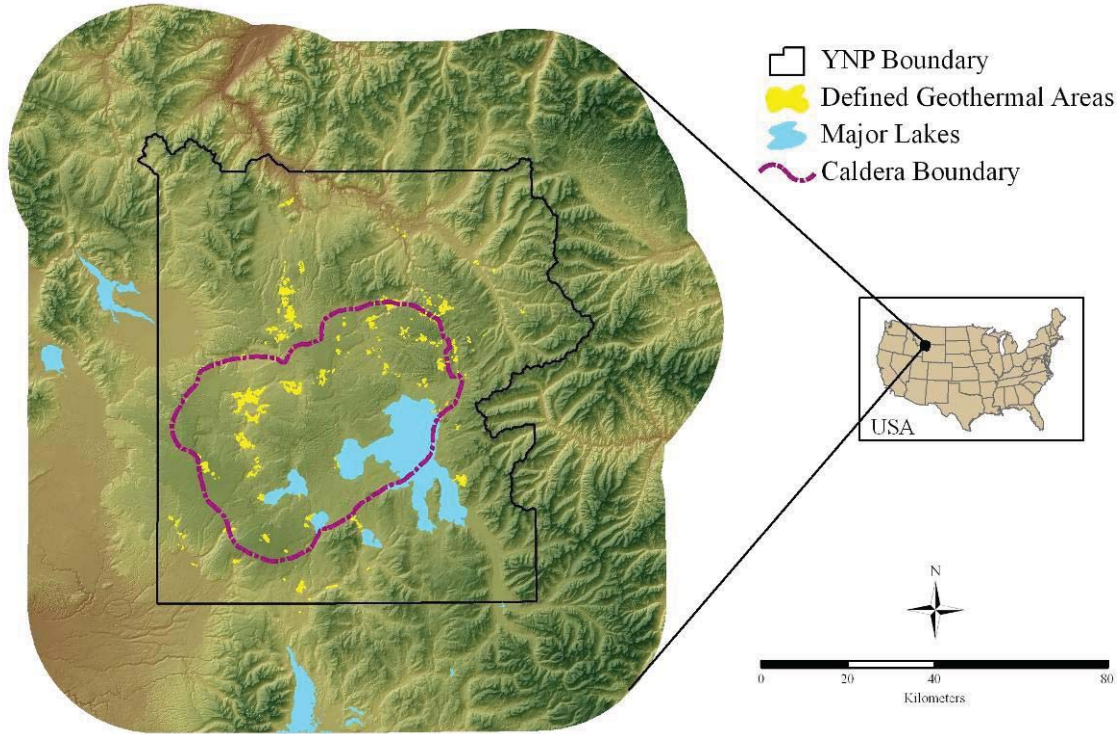 YNP Boundary
Defined Geothermal Areas
Major Lakes
Caldera Boundary
USA
N
0 20 40 80
Kilometers